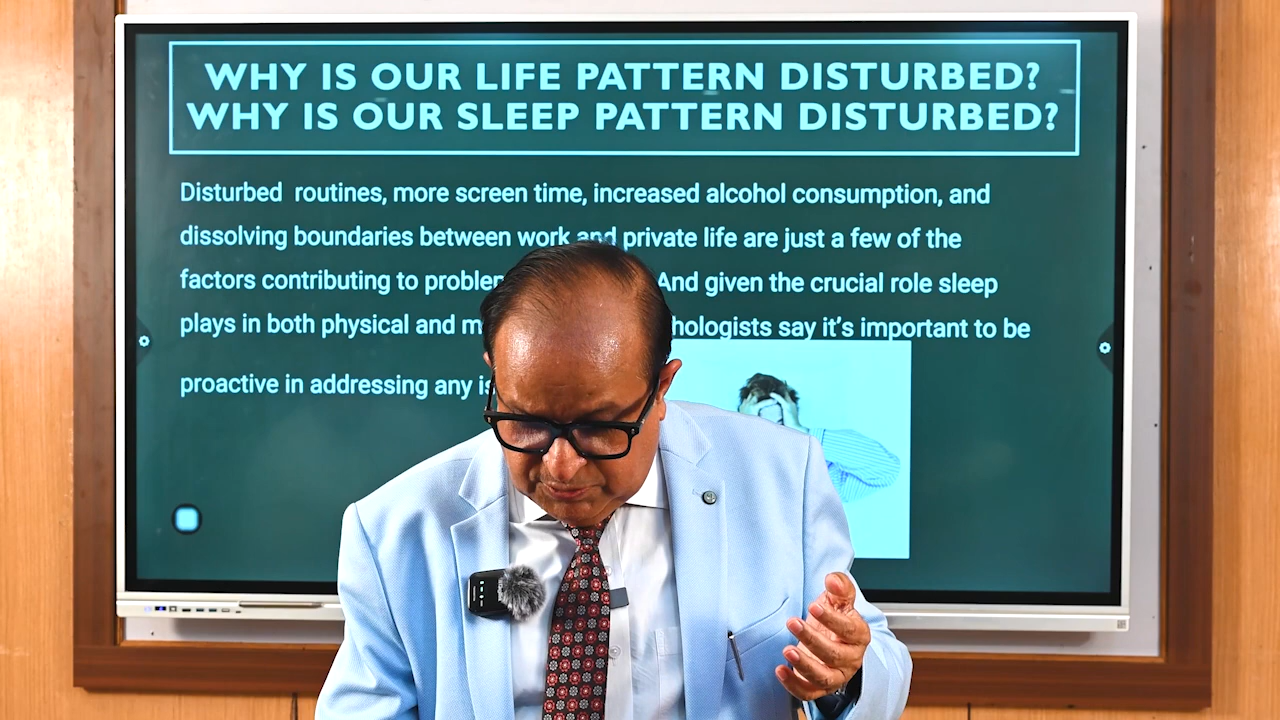 WHY IS OUR LIFE PATTERN DISTURBED?
WHY IS OUR SLEEP PATTERN DISTURBED?
Disturbed routines, more screen time, increased alcohol consumption, and
dissolving boundaries between work and private life are just a few of the
factors contributing to And given the crucial role sleep
plays in both physical and say it's important to be
proactive in addressing any